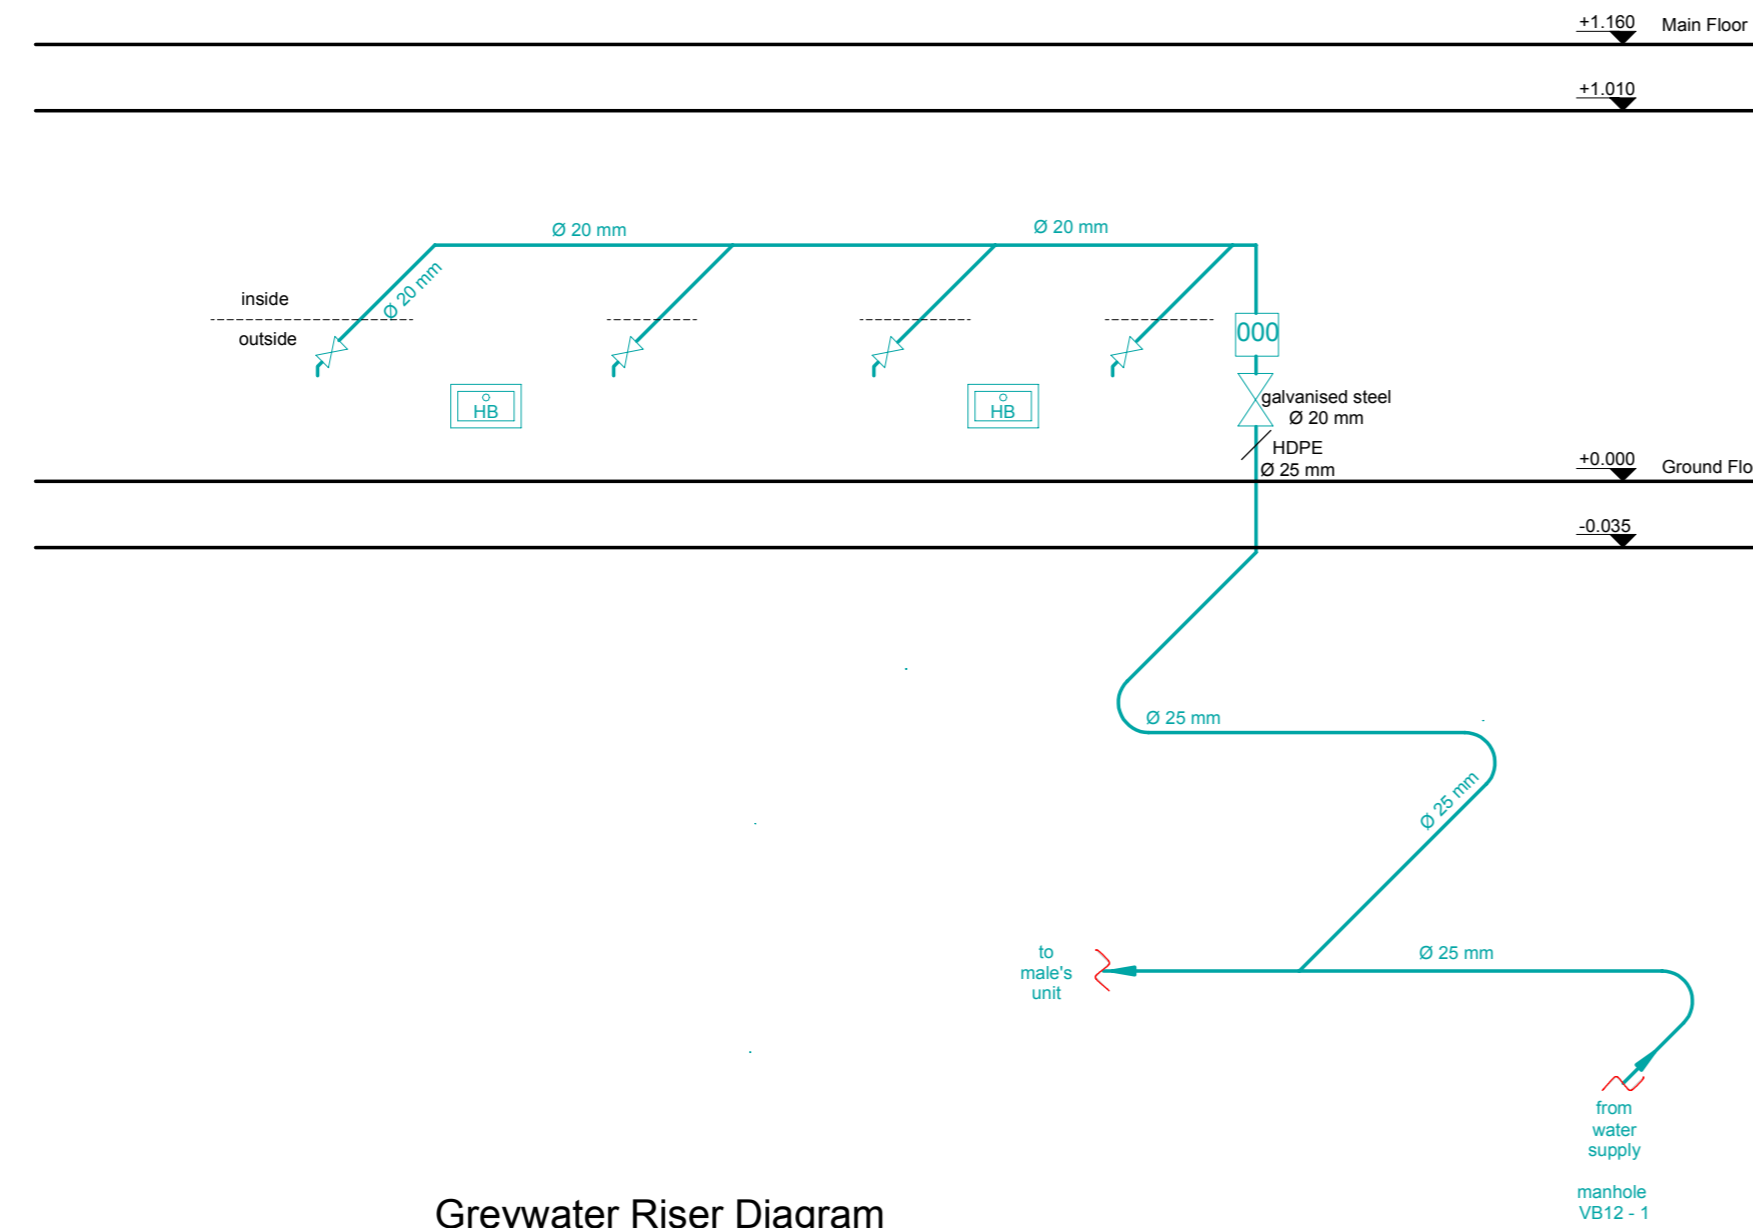 +1.160 Main Floor
+1.010
Ø 20 mm
Ø 20 mm
Ø 20 mm
inside
outside
000
HB
HB
galvanised steel
Ø 20 mm
HDPE
Ø 25 mm
+0.000 Ground Flo
-0.035
Ø 25 mm
Ø 25 mm
to
male's
unit
Ø 25 mm
from
water
supply
manhole
VB12 - 1
Greywater Riser Diagram